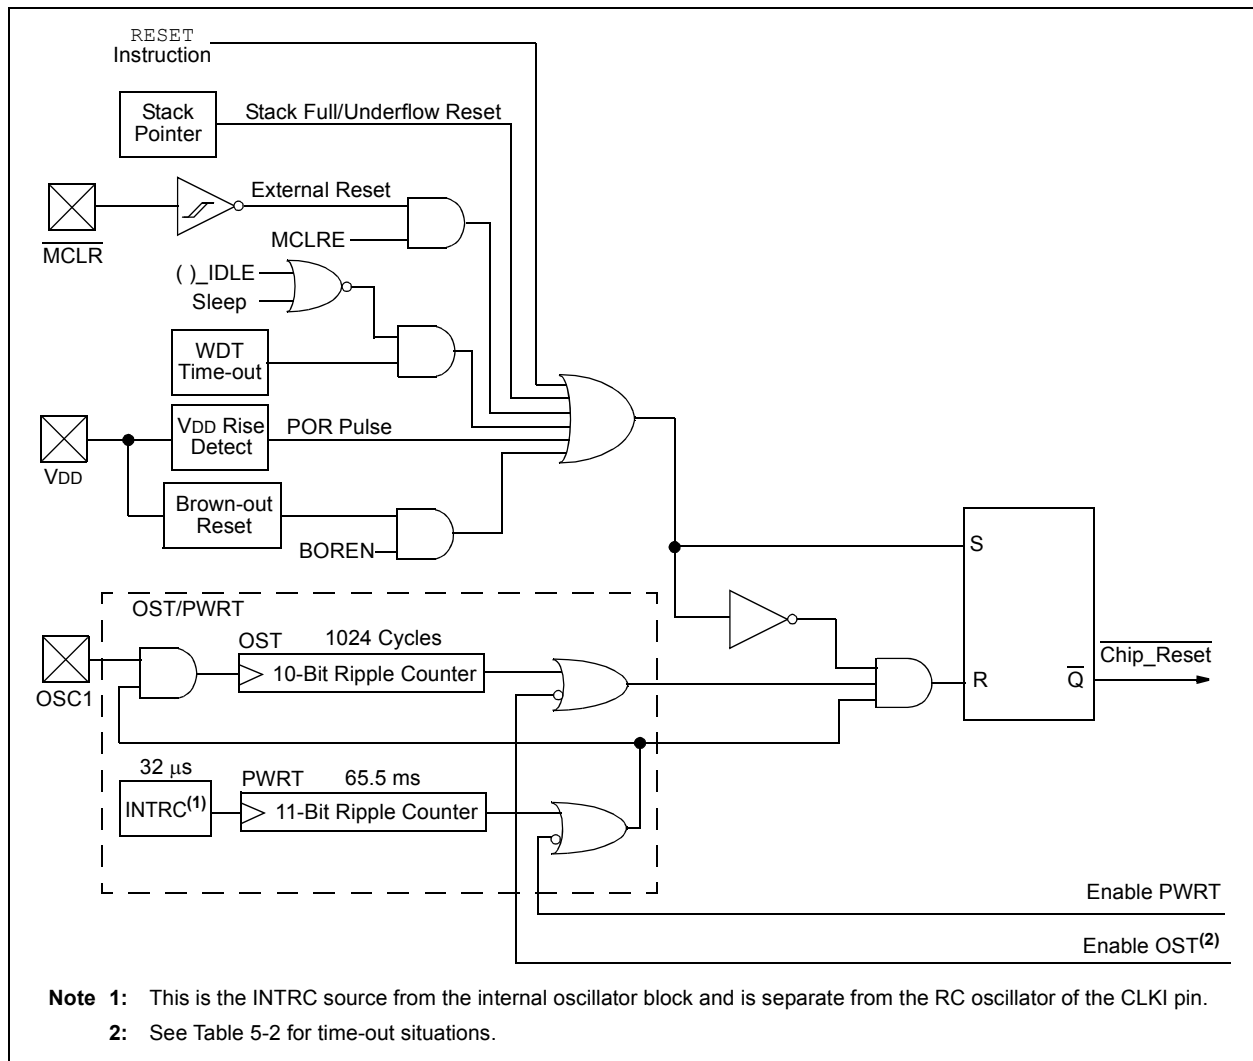 RESET
Instruction
Stack
Pointer
Stack Full/Underflow Reset
External Reset
MCLR
MCLRE
( )_IDLE
Sleep
WDT
Time-out
VDD
VDD Rise
Detect
POR Pulse
Brown-out
Reset
BOREN
S
OST/PWRT
OST
1024 Cycles
10-Bit Ripple Counter
OSC1
R
Q
Chip_Reset
32 μs
INTRC(1)
PWRT
65.5 ms
11-Bit Ripple Counter
Enable PWRT
Enable OST(2)
Note 1: This is the INTRC source from the internal oscillator block and is separate from the RC oscillator of the CLKI pin.
2: See Table 5-2 for time-out situations.